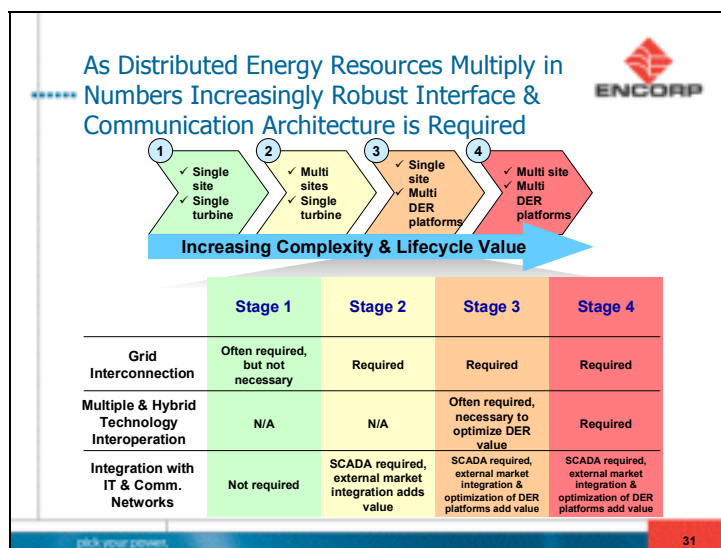 As Distributed Energy Resources Multiply in
Numbers Increasingly Robust Interface &
Communication Architecture is Required
ENCORP
1
✓ Single
site
✓ Single
turbine
2
✓ Multi
sites
✓ Single
turbine
3
✓ Single
site
✓ Multi
DER
platforms
4
✓ Multi site
✓ Multi
DER
platforms
Increasing Complexity & Lifecycle Value
Stage 1 Stage 2 Stage 3 Stage 4
Grid
Interconnection
Often required,
but not
necessary
Required
Required
Required
Multiple & Hybrid
Technology
Interoperation
N/A
N/A
Often required,
necessary to
optimize DER
value
Required
Integration with
IT & Comm.
Networks
Not required
SCADA required,
external market
integration adds
value
SCADA required,
external market
integration &
optimization of DER
platforms add value
SCADA required,
external market
integration &
optimization of DER
platforms add value
pick your power.
31